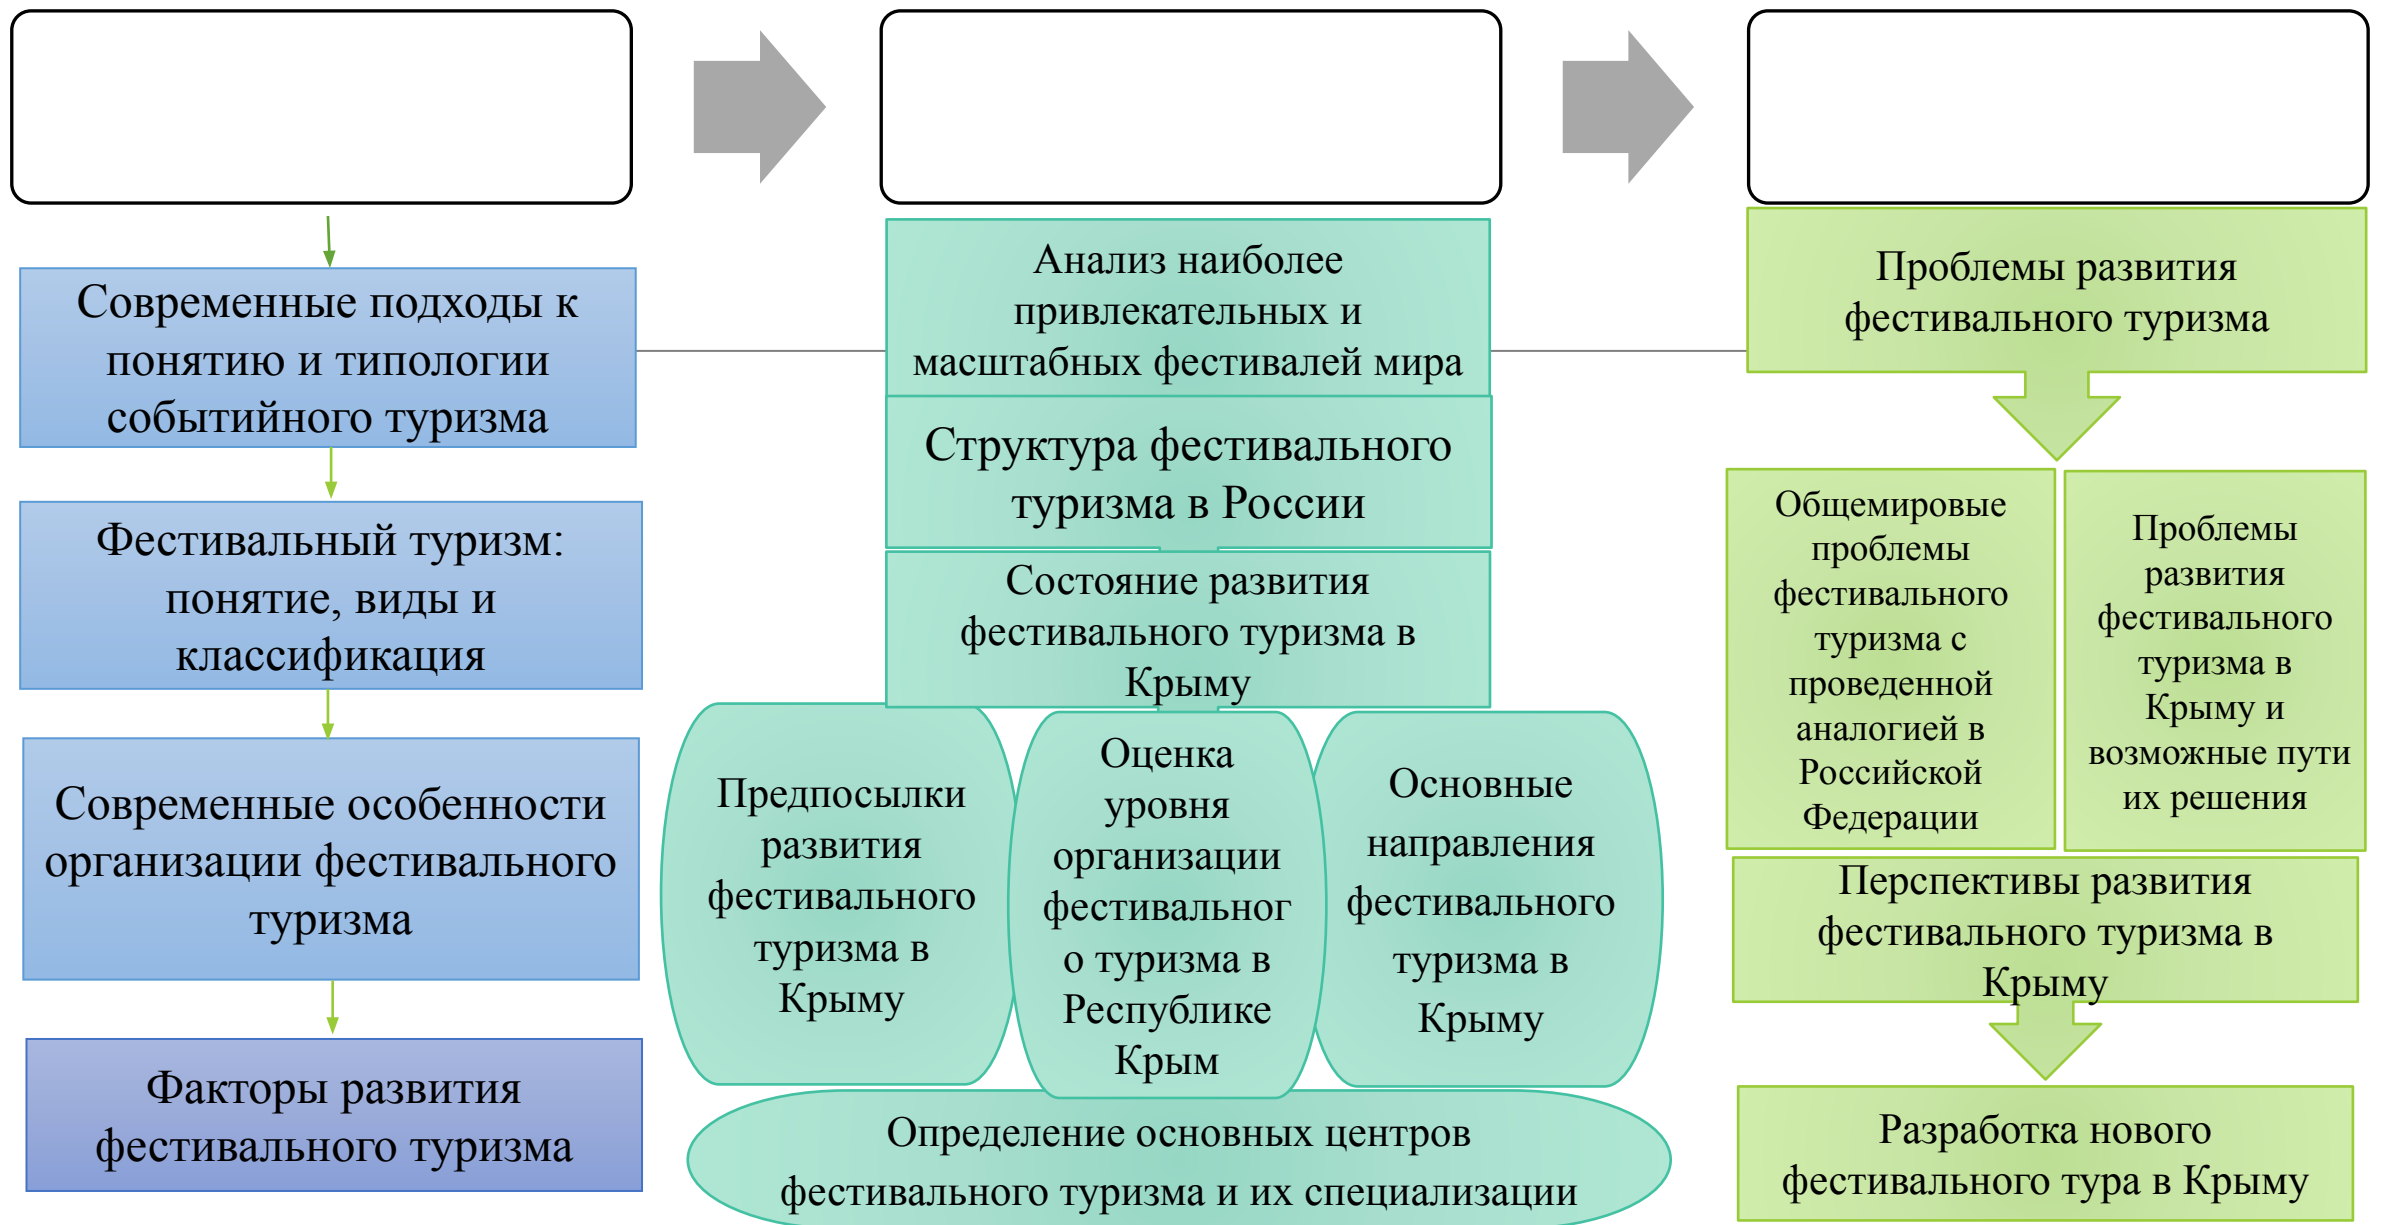 Современные подходы к
понятию и типологии
событийного туризма
Фестивальный туризм:
понятие, виды и
классификация
Современные особенности
организации фестивального
туризма
Факторы развития
фестивального туризма
Анализ наиболее
привлекательных и
масштабных фестивалей мира
Структура фестивального
туризма в России
Состояние развития
фестивального туризма в
Крыму
Предпосылки
развития
фестивального
туризма в
Крыму
Оценка
уровня
организации
фестивальног
о туризма в
Республике
Крым
Основные
направления
фестивального
туризма в
Крыму
Определение основных центров
фестивального туризма и их специализации
Проблемы развития
фестивального туризма
Общемировые
проблемы
фестивального
туризма с
проведенной
аналогией в
Российской
Федерации
Проблемы
развития
фестивального
туризма в
Крыму и
возможные пути
их решения
Перспективы развития
фестивального туризма в
Крыму
Разработка нового
фестивального тура в Крыму